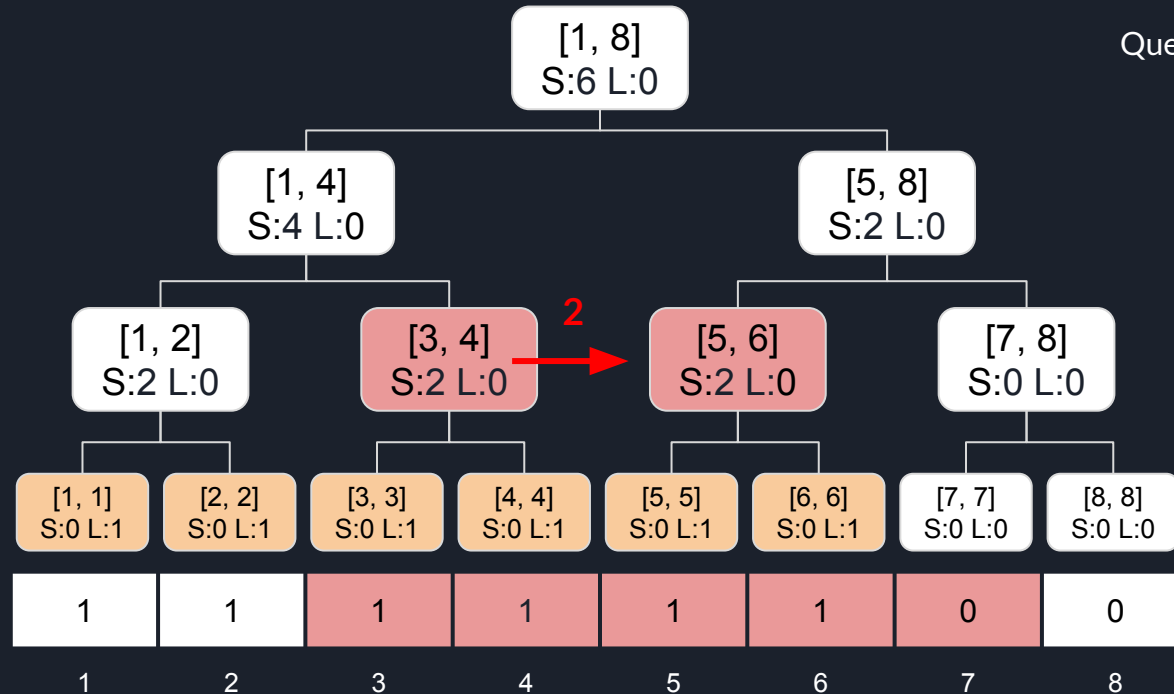 [1, 8]
S:6 L:0
Que
[1, 4]
S:4 L:0
[5, 8]
S:2 L:0
2
[1, 2]
S:2 L:0
[3, 4]
S:2 L:0
[5, 6]
S:2 L:0
[7, 8]
S:0 L:0
[1, 1]
S:0 L:1
[2, 2]
S:0 L:1
[3, 3]
S:0 L:1
[4, 4]
S:0 L:1
[5, 5]
S:0 L:1
[6, 6]
S:0 L:1
[7, 7]
S:0 L:0
[8, 8]
S:0 L:0
1 1 1 1 1 1 0 0
1 2 3 4 5 6 7 8